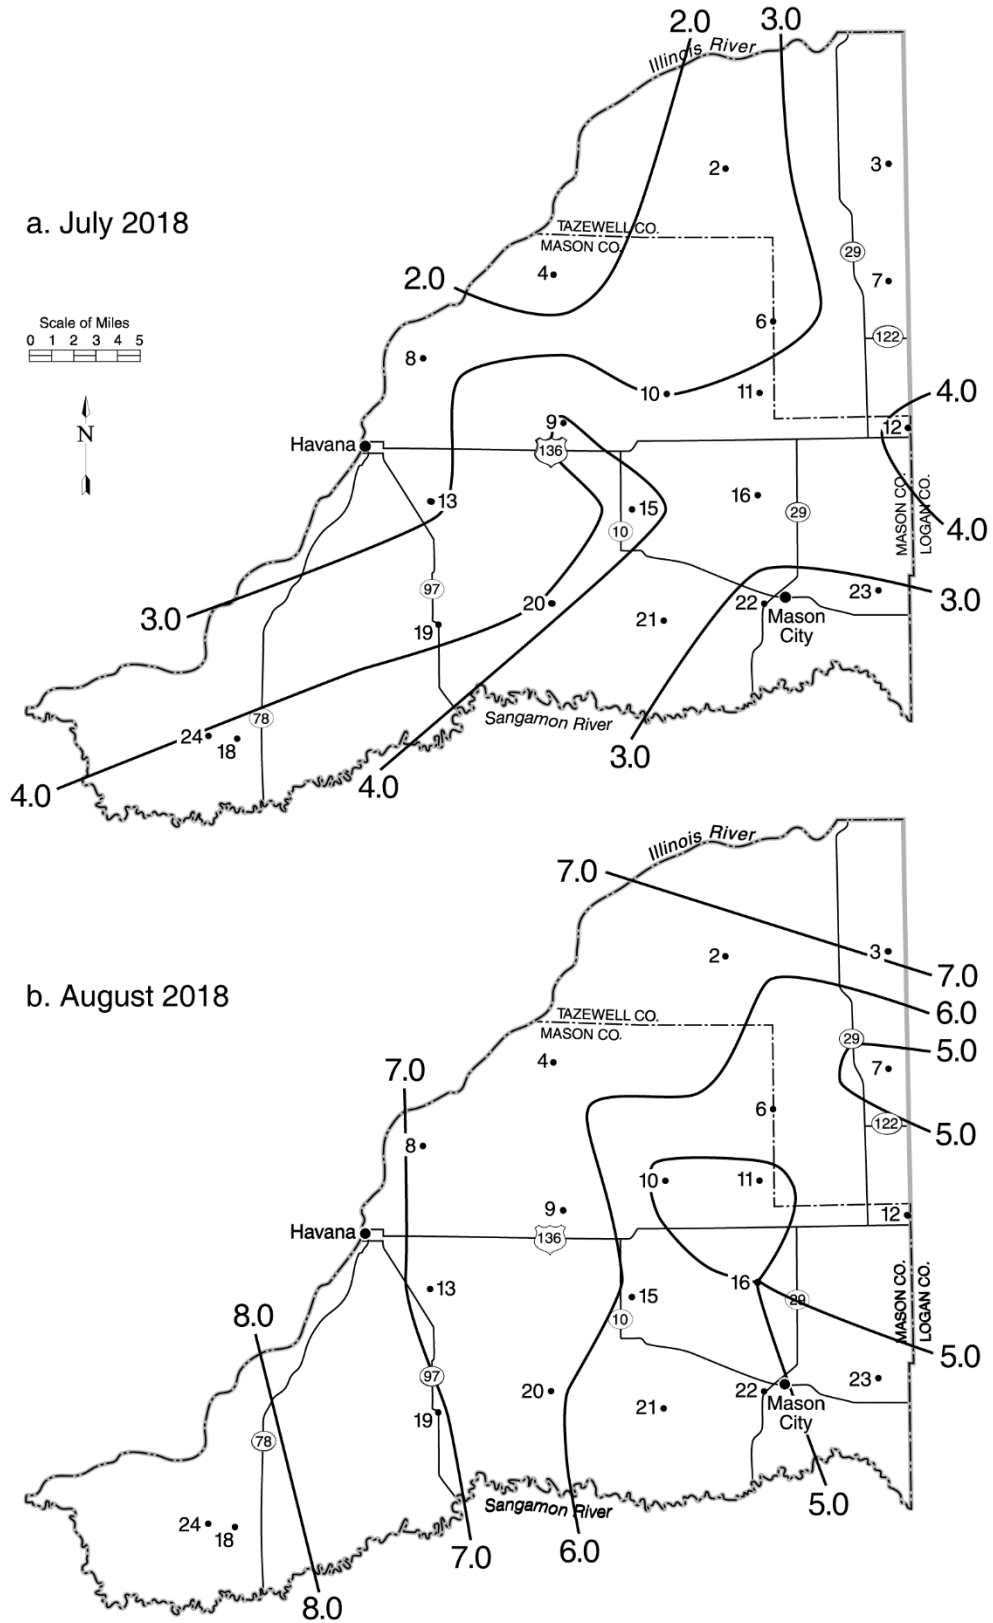 2.0 3.0
Illinois River
2 3
a. July 2018
TAZEWELL CO.
MASON CO.
29
2.0 4 7
Scale of Miles
0 1 2 3 4 5
6
122
8
10 11 4.0
N
9 12
Havana 136
13 15 16 29
10
MASON CO.
LOGAN CO.
4.0
97
3.0 20 22 23 3.0
19 21 Mason
City
78 Sangamon River
24 18
3.0
4.0 4.0
Illinois River
7.0
2 3
7.0
b. August 2018
6.0
TAZEWELL CO.
MASON CO.
29 5.0
4 7
7.0
6
122 5.0
8
10 11
9 12
Havana 136
13 15 16 29
10
MASON CO.
LOGAN CO.
8.0
5.0
97 20 22 23
19 21 Mason
City
78
24 18
Sangamon River
5.0
7.0 6.0
8.0